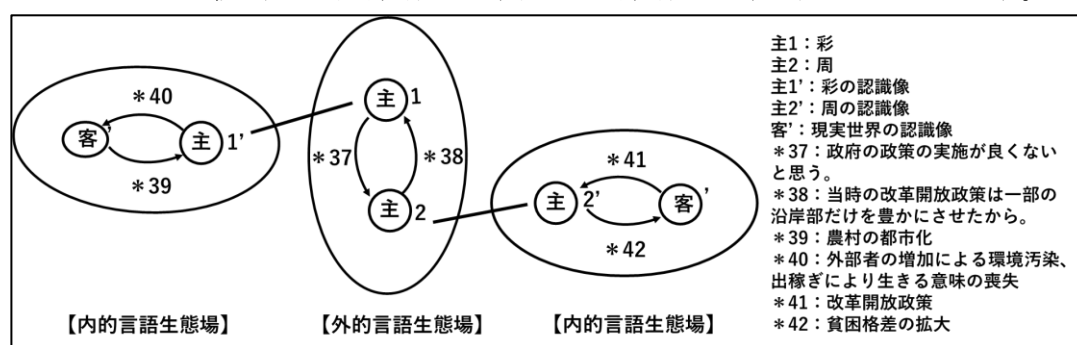 ＊40
客’
主 1’
＊39
主 1
＊37
＊38
主 2
＊41
主 2’
客’
＊42
【内的言語生態場】
【外的言語生態場】
【内的言語生態場】
主1：彩
主2：周
主1’：彩の認識像
主2’：周の認識像
客’：現実世界の認識像
＊37：政府の政策の実施が良くない
と思う。
＊38：当時の改革開放政策は一部の
沿岸部だけを豊かにさせたから。
＊39：農村の都市化
＊40：外部者の増加による環境汚染、
出稼ぎにより生きる意味の喪失
＊41：改革開放政策
＊42：貧困格差の拡大